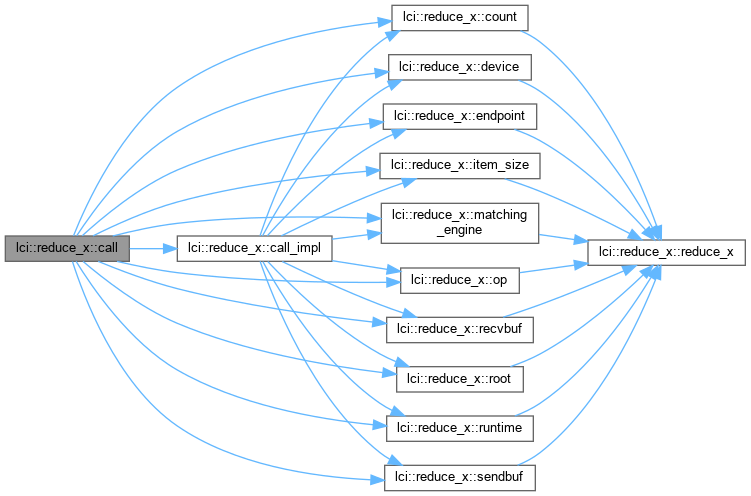 lci::reduce_x::count
lci::reduce_x::device
lci::reduce_x::endpoint
lci::reduce_x::item_size
lci::reduce_x::matching
_engine
lci::reduce_x::call
lci::reduce_x::call_impl
lci::reduce_x::reduce_x
lci::reduce_x::op
lci::reduce_x::recvbuf
lci::reduce_x::root
lci::reduce_x::runtime
lci::reduce_x::sendbuf